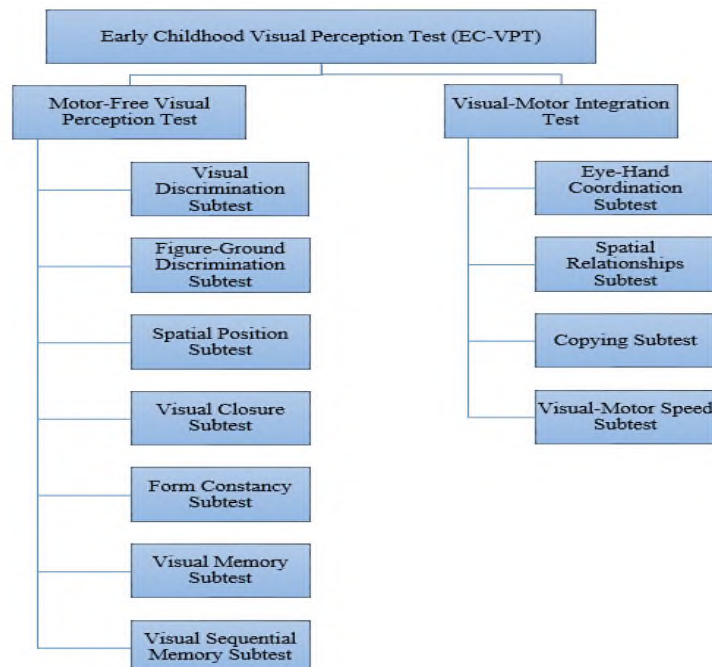 Early Childhood Visual Perception Test (EC-VPT)
Motor-Free Visual
Perception Test
Visual
Discrimination
Subtest
Figure-Ground
Discrimination
Subtest
Spatial Position
Subtest
Visual Closure
Subtest
Form Constancy
Subtest
Visual Memory
Subtest
Visual Sequential
Memory Subtest
Visual-Motor Integration
Test
Eye-Hand
Coordination
Subtest
Spatial
Relationships
Subtest
Copying Subtest
Visual-Motor Speed
Subtest